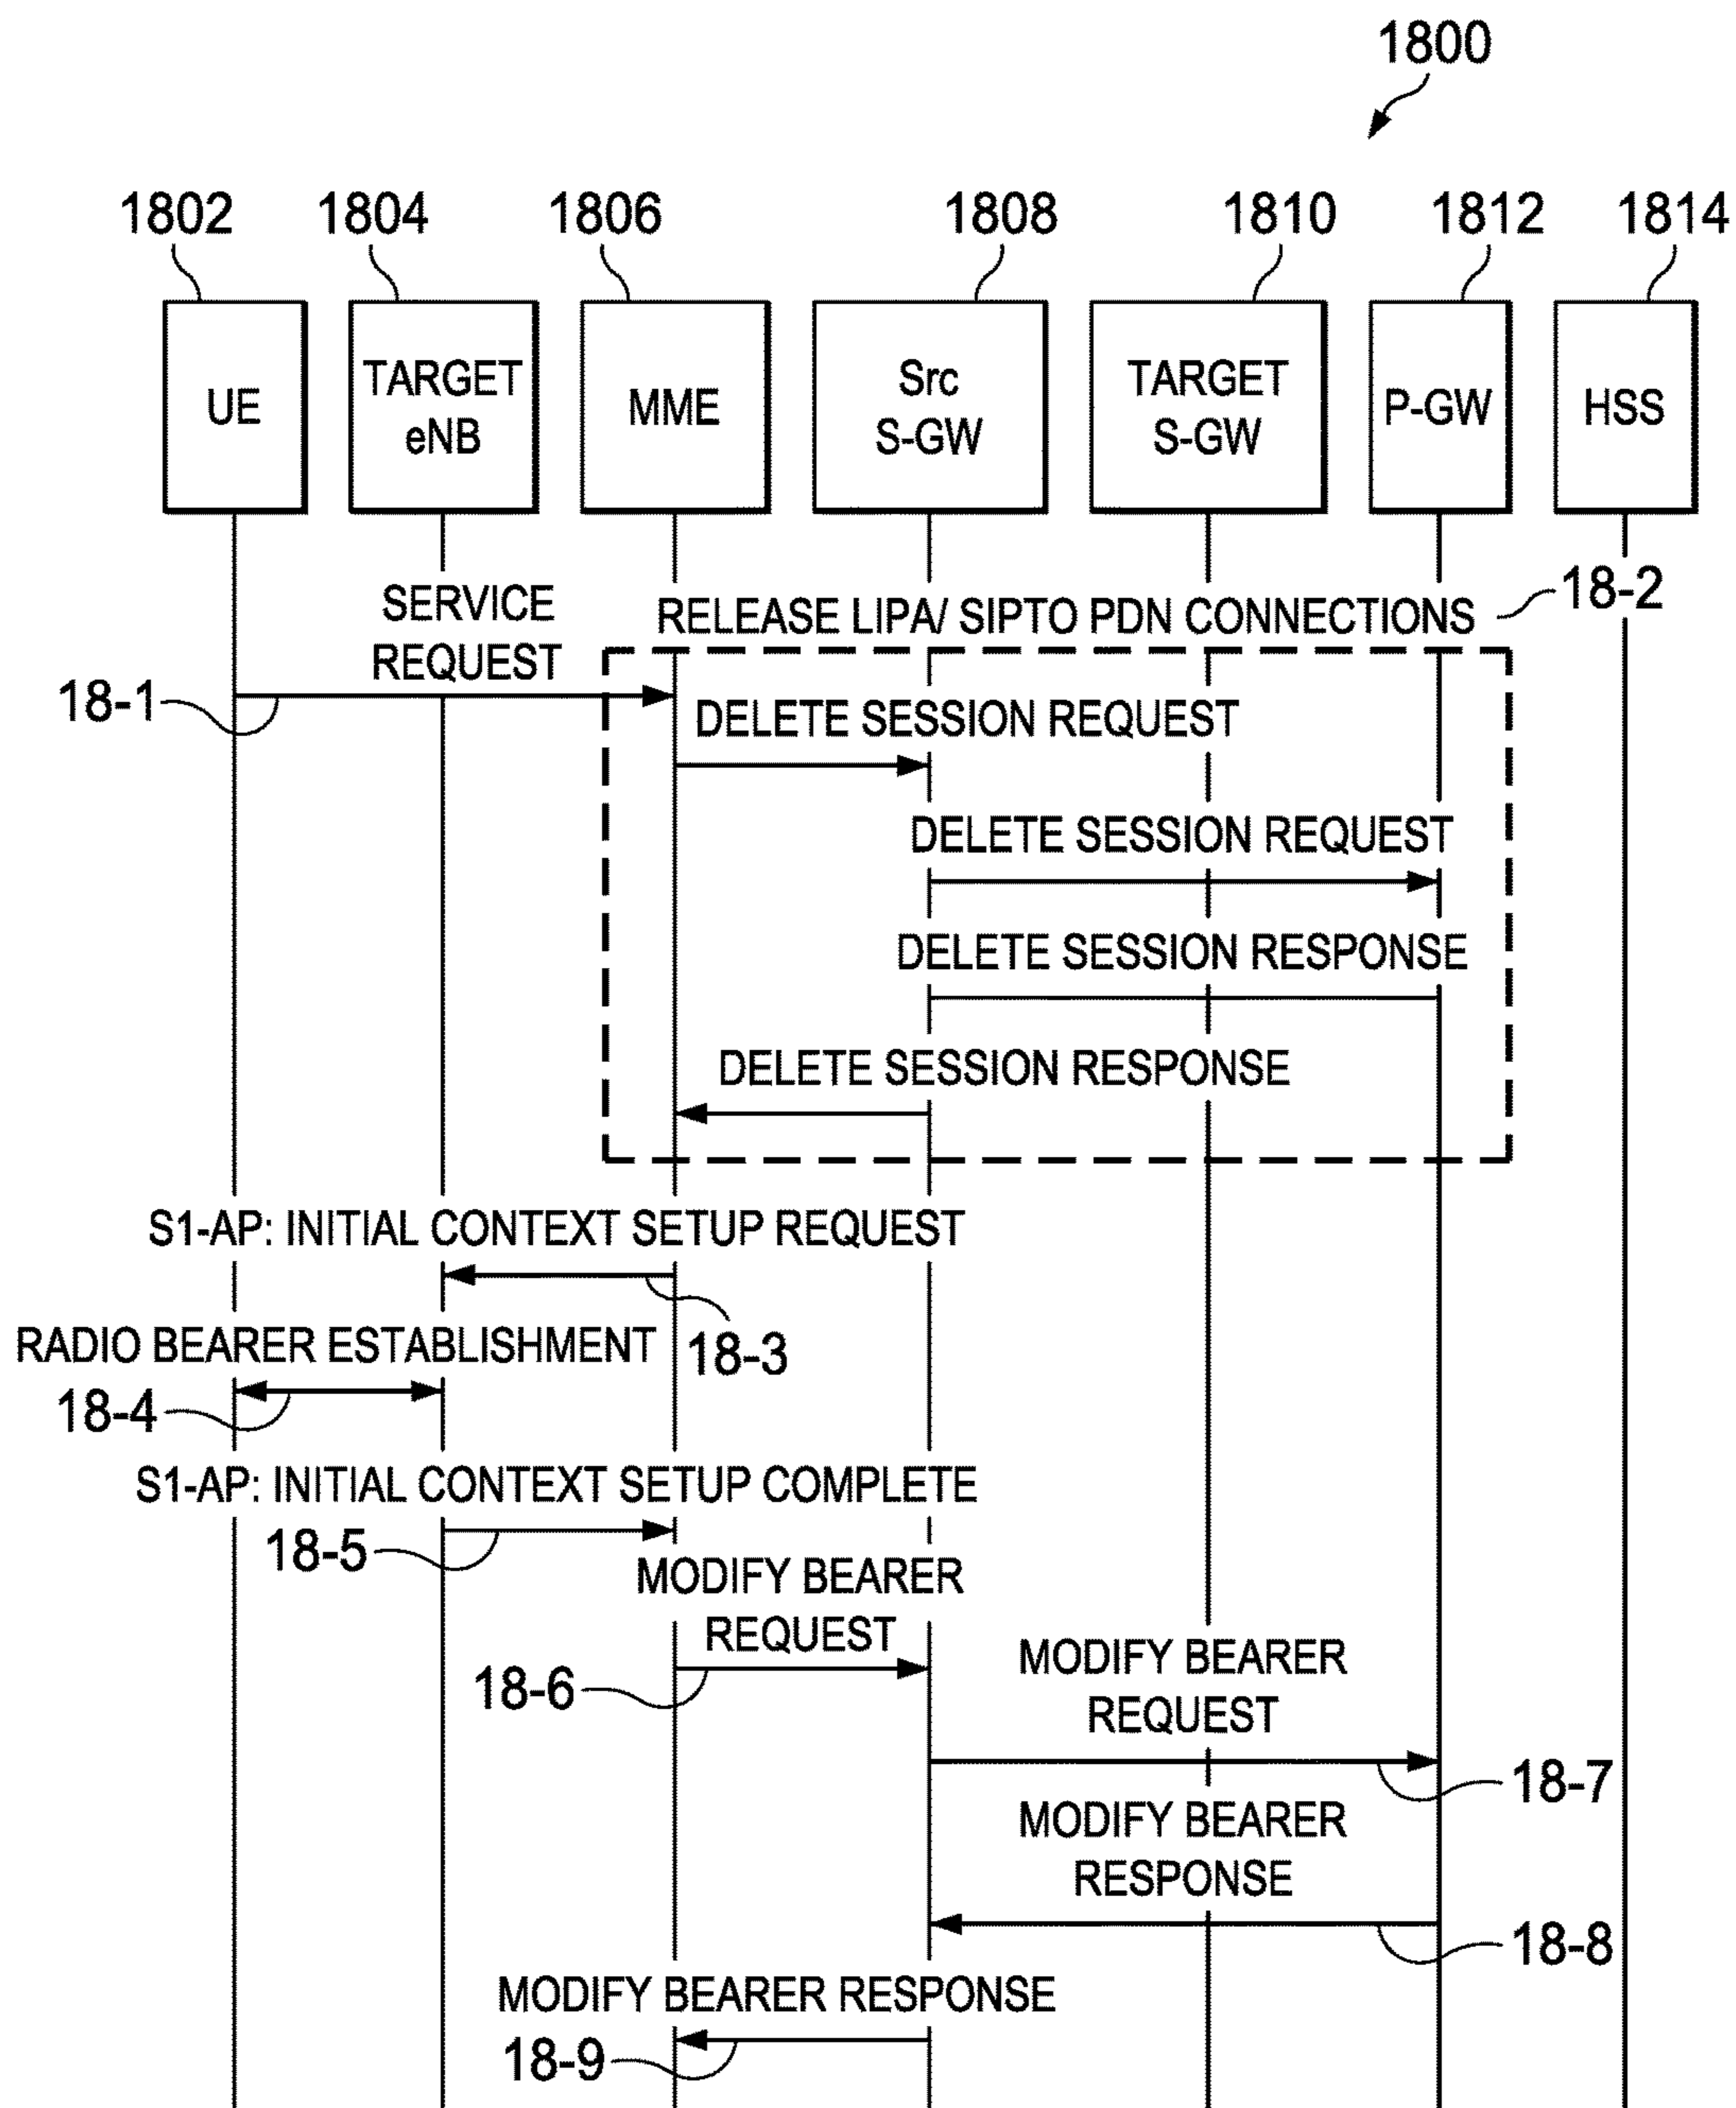 1800
1802
1804
1806
1808
1810
1812
1814
UE
TARGET
eNB
MME
Src
S-GW
TARGET
S-GW
P-GW
HSS
SERVICE
REQUEST
18-1
RELEASE LIPA/ SIPTO PDN CONNECTIONS
18-2
DELETE SESSION REQUEST
DELETE SESSION REQUEST
DELETE SESSION RESPONSE
DELETE SESSION RESPONSE
S1-AP: INITIAL CONTEXT SETUP REQUEST
18-3
RADIO BEARER ESTABLISHMENT
18-4
S1-AP: INITIAL CONTEXT SETUP COMPLETE
18-5
MODIFY BEARER
REQUEST
18-6
MODIFY BEARER
REQUEST
18-7
MODIFY BEARER
RESPONSE
18-8
MODIFY BEARER RESPONSE
18-9